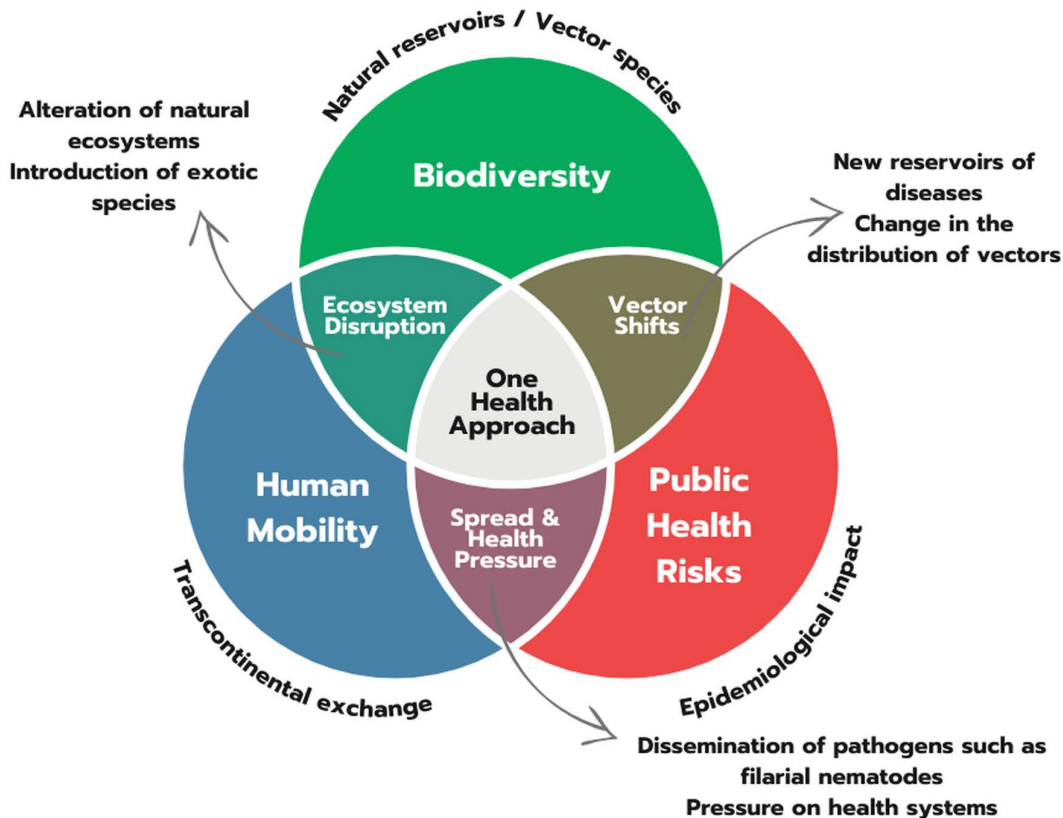 Natural reservoirs / Vector species
Alteration of natural
ecosystems
Introduction of exotic
species
Biodiversity
New reservoirs of
diseases
Change in the
distribution of vectors
Ecosystem
Disruption
Vector
Shifts
One
Health
Approach
Human
Mobility
Public
Health
Risks
Spread &
Health
Pressure
Transcontinental exchange
Epidemiological impact
Dissemination of pathogens such as
filarial nematodes
Pressure on health systems